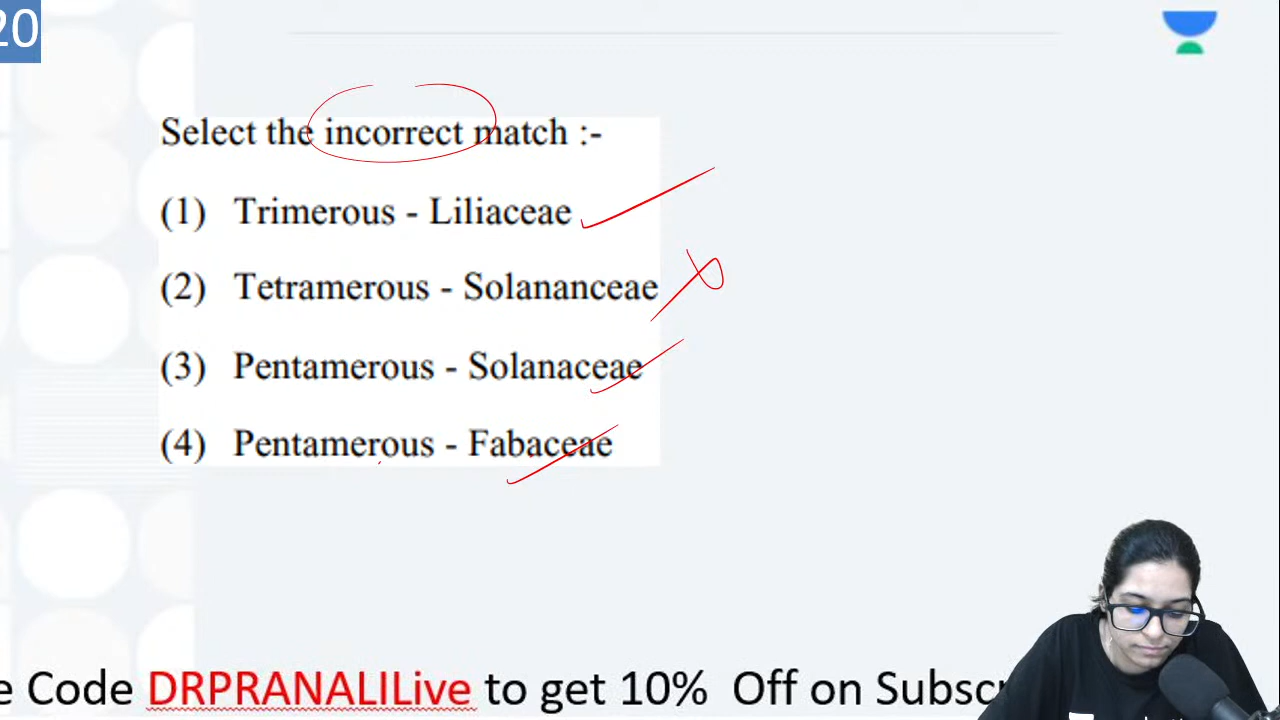 20
Select the incorrect match :-
(1) Trimerous - Liliaceae
(2) Tetramerous - Solananceae
(3) Pentamerous - Solanaceae
(4) Pentamerous - Fabaceae
e Code DRPRANALILive to get 10% Off on Subscr